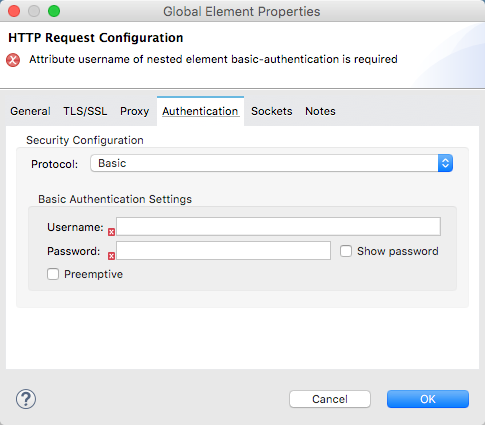 Global Element Properties
HTTP Request Configuration
Attribute username of nested element basic-authentication is required
General TLS/SSL Proxy Authentication Sockets Notes
Security Configuration
Protocol: Basic
Basic Authentication Settings
Username:
Password: Show password
Preemptive
? Cancel OK